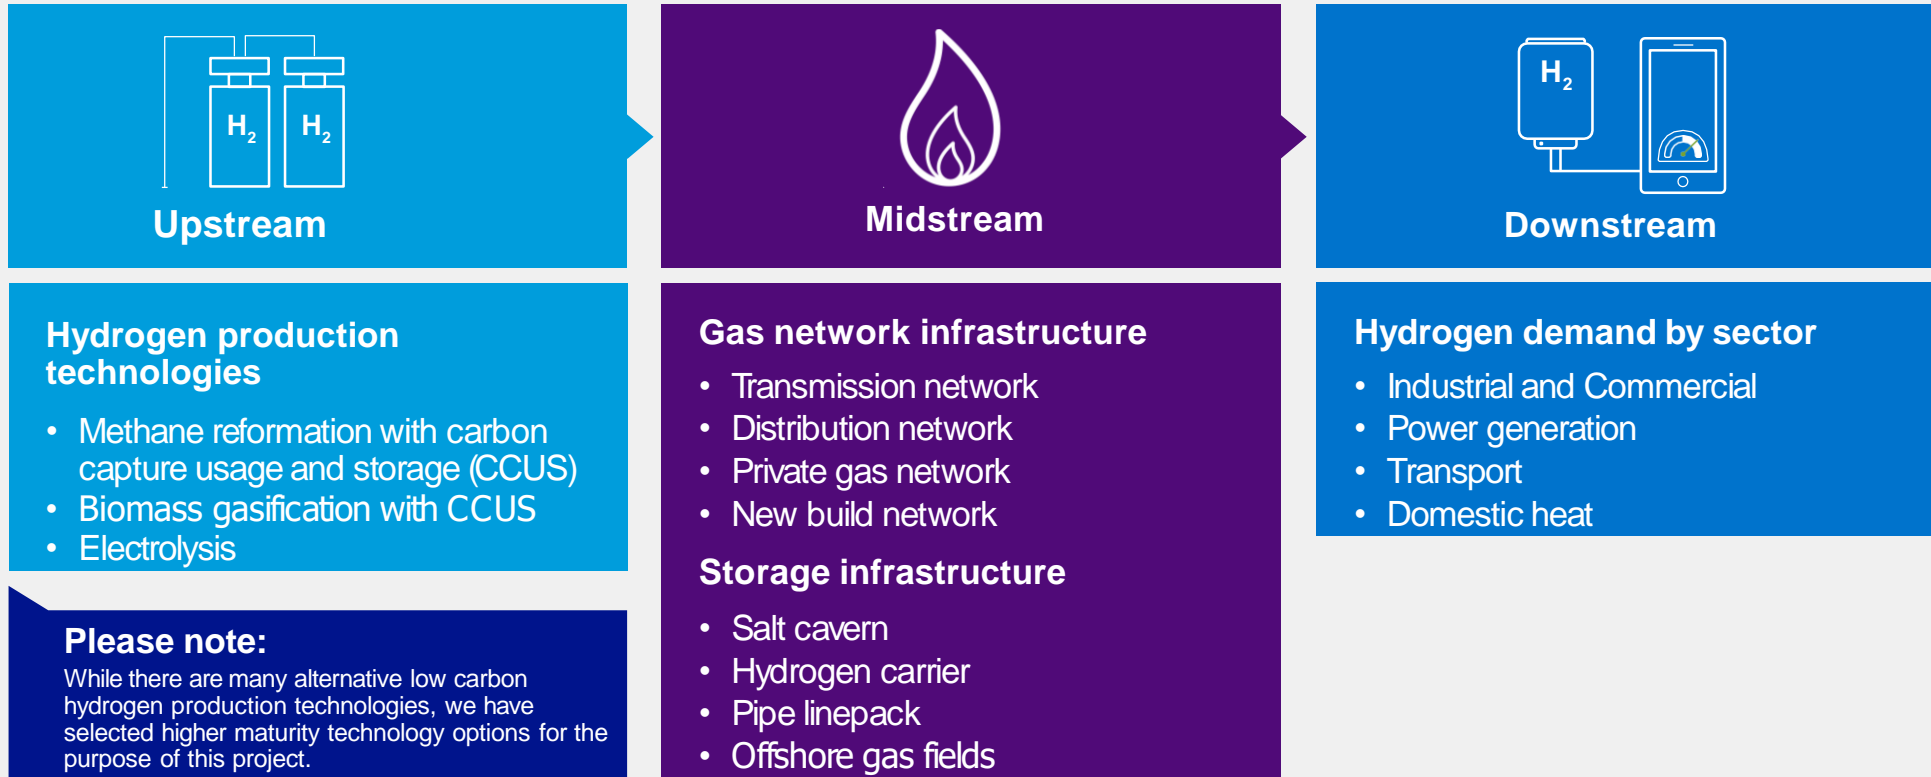 H2 H2
Upstream
Hydrogen production
technologies
• Methane reformation with carbon
capture usage and storage (CCUS)
• Biomass gasification with CCUS
• Electrolysis
Please note:
While there are many alternative low carbon
hydrogen production technologies, we have
selected higher maturity technology options for the
purpose of this project.
Midstream
Gas network infrastructure
• Transmission network
• Distribution network
• Private gas network
• New build network
Storage infrastructure
• Salt cavern
• Hydrogen carrier
• Pipe linepack
• Offshore gas fields
H2
Downstream
Hydrogen demand by sector
• Industrial and Commercial
• Power generation
• Transport
• Domestic heat